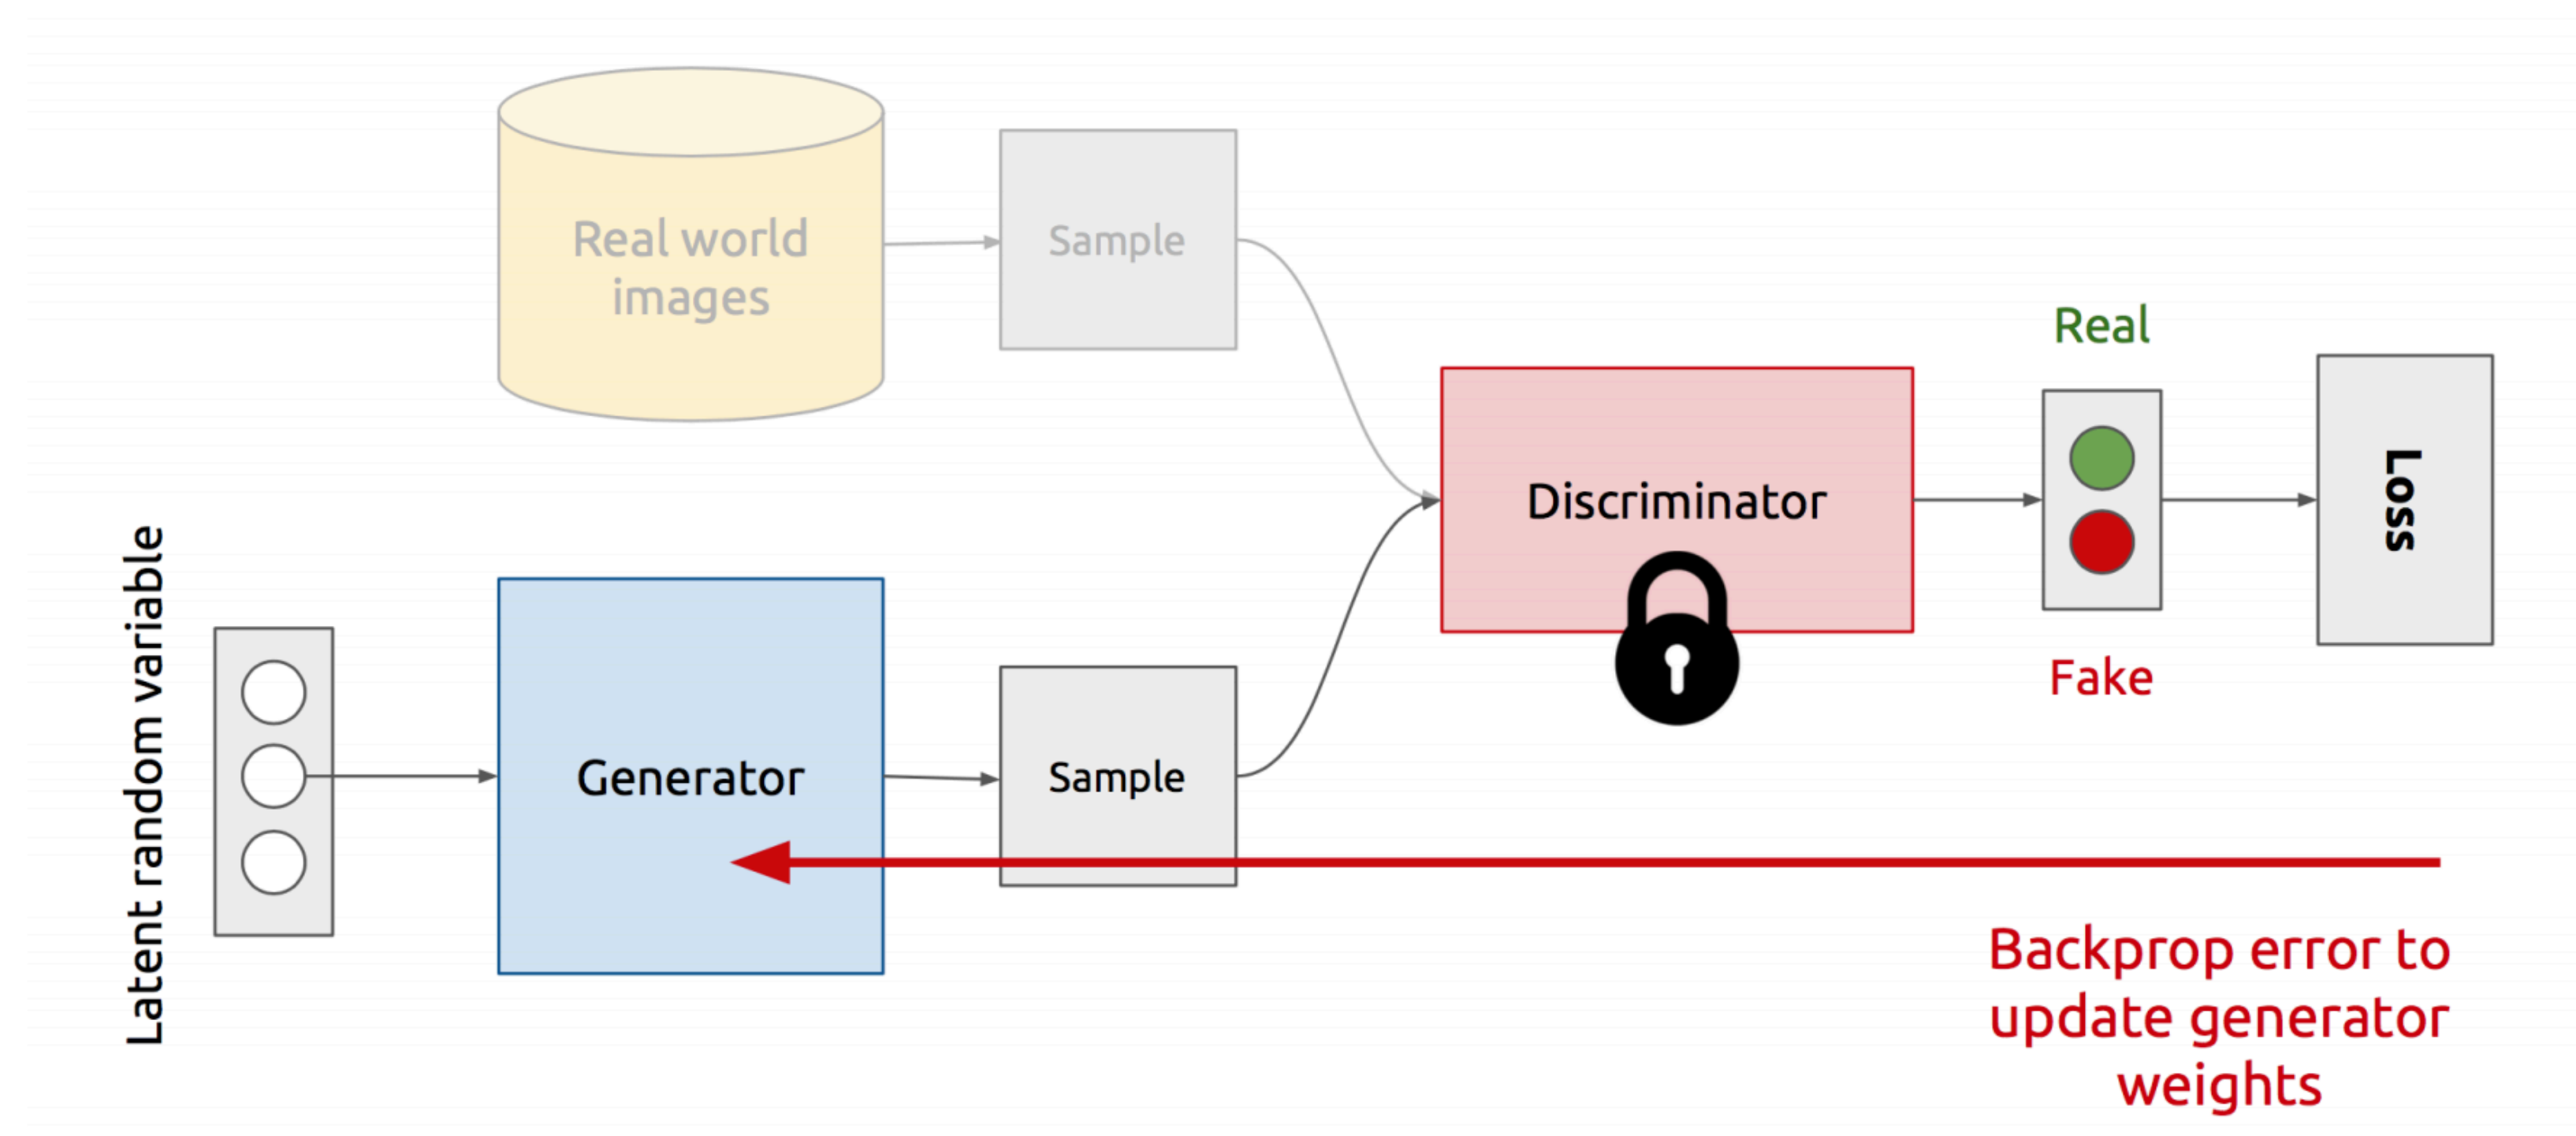 Real world
images
Sample
Real
Discriminator
Loss
Fake
Latent random variable
Generator
Sample
Backprop error to
update generator
weights